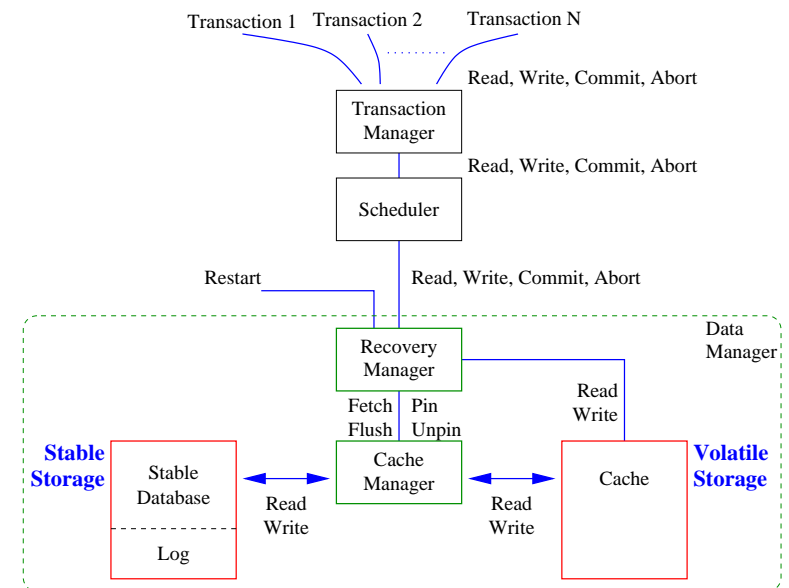 Transaction 1
Transaction 2
Transaction N
Read, Write, Commit, Abort
Transaction
Manager
Read, Write, Commit, Abort
Scheduler
Restart
Read, Write, Commit, Abort
Data
Manager
Recovery
Manager
Read
Write
Fetch
Flush
Pin
Unpin
Stable
Storage
Stable
Database
Log
Read
Write
Cache
Manager
Read
Write
Cache
Volatile
Storage